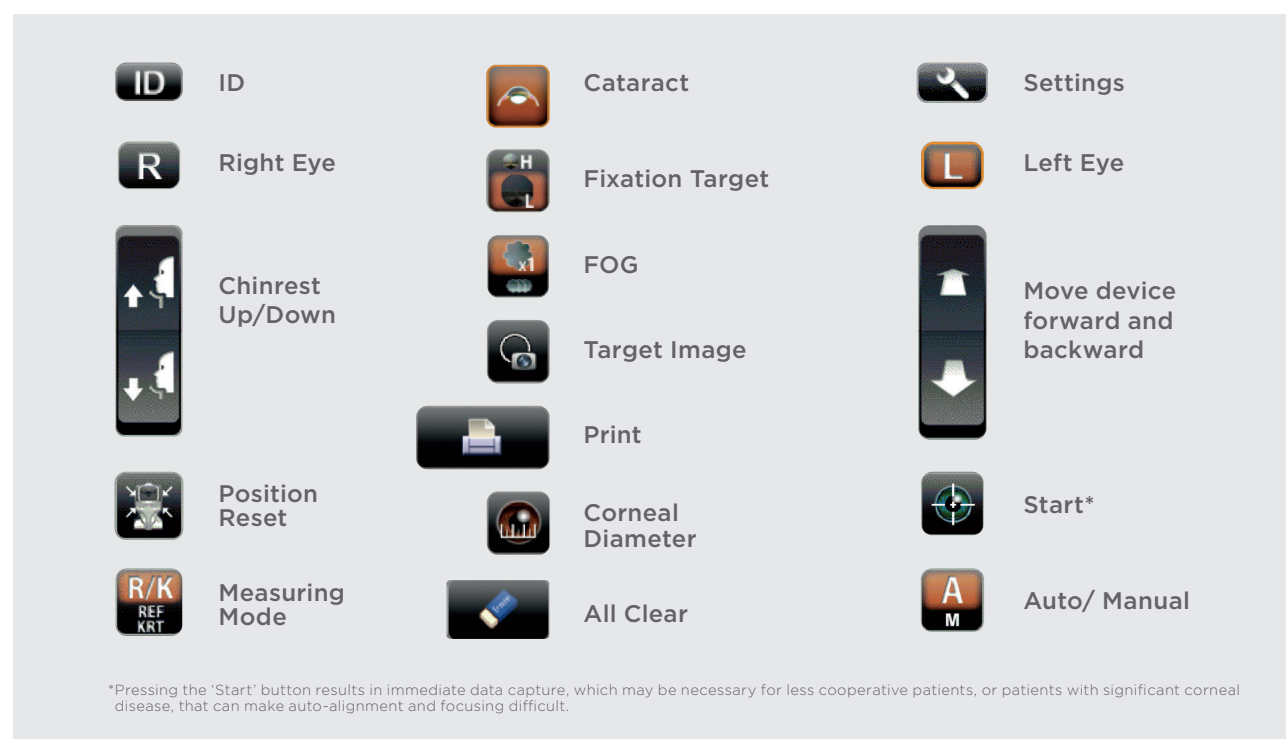 ID
ID
Cataract
Settings
R
Right Eye
H
L
Fixation Target
L
Left Eye
Chinrest
Up/Down
x1
FOG
Target Image
Move device
forward and
backward
Print
Position
Reset
Corneal
Diameter
Start*
R/K
REF
KRT
Measuring
Mode
All Clear
A
M
Auto/ Manual
*Pressing the ‘Start’ button results in immediate data capture, which may be necessary for less cooperative patients, or patients with significant corneal
disease, that can make auto-alignment and focusing difficult.